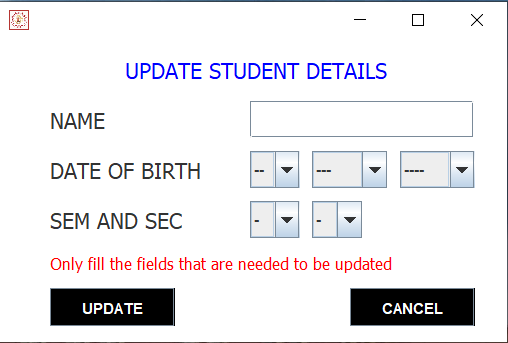 UPDATE STUDENT DETAILS
NAME
DATE OF BIRTH -- --- ----
SEM AND SEC - -
Only fill the fields that are needed to be updated
UPDATE CANCEL